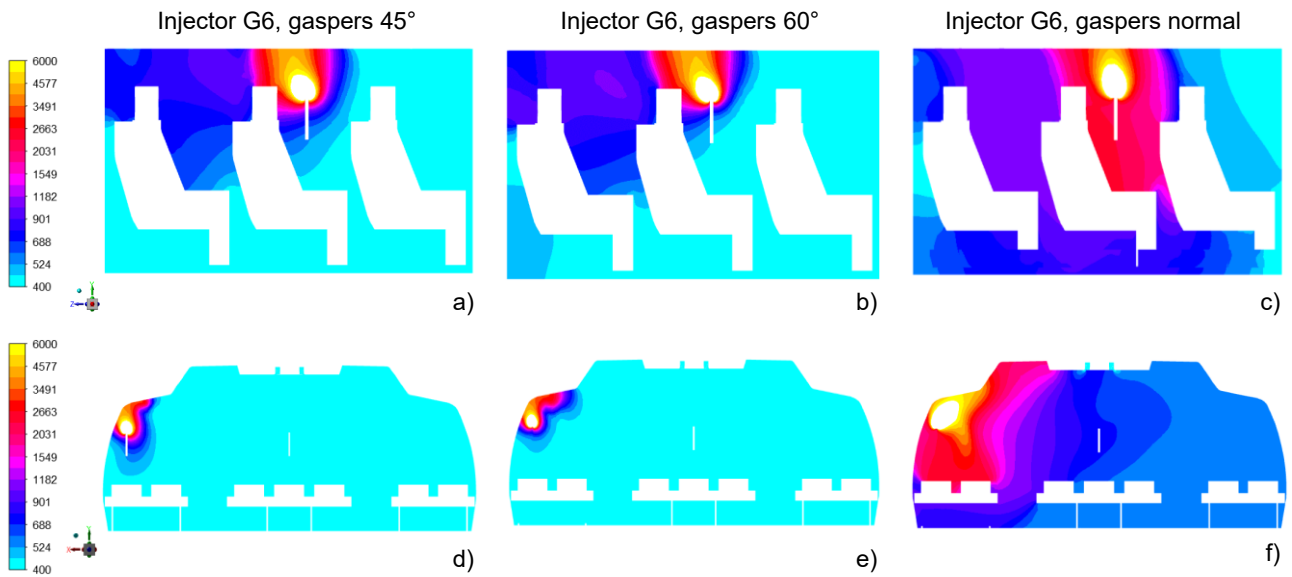 Injector G6, gaspers 45°
Injector G6, gaspers 60°
Injector G6, gaspers normal
6000
4577
3491
2663
2031
1549
1182
901
688
524
400
Y
Z
a)
b)
c)
6000
4577
3491
2663
2031
1549
1182
901
688
524
400
Y
X
d)
e)
f)